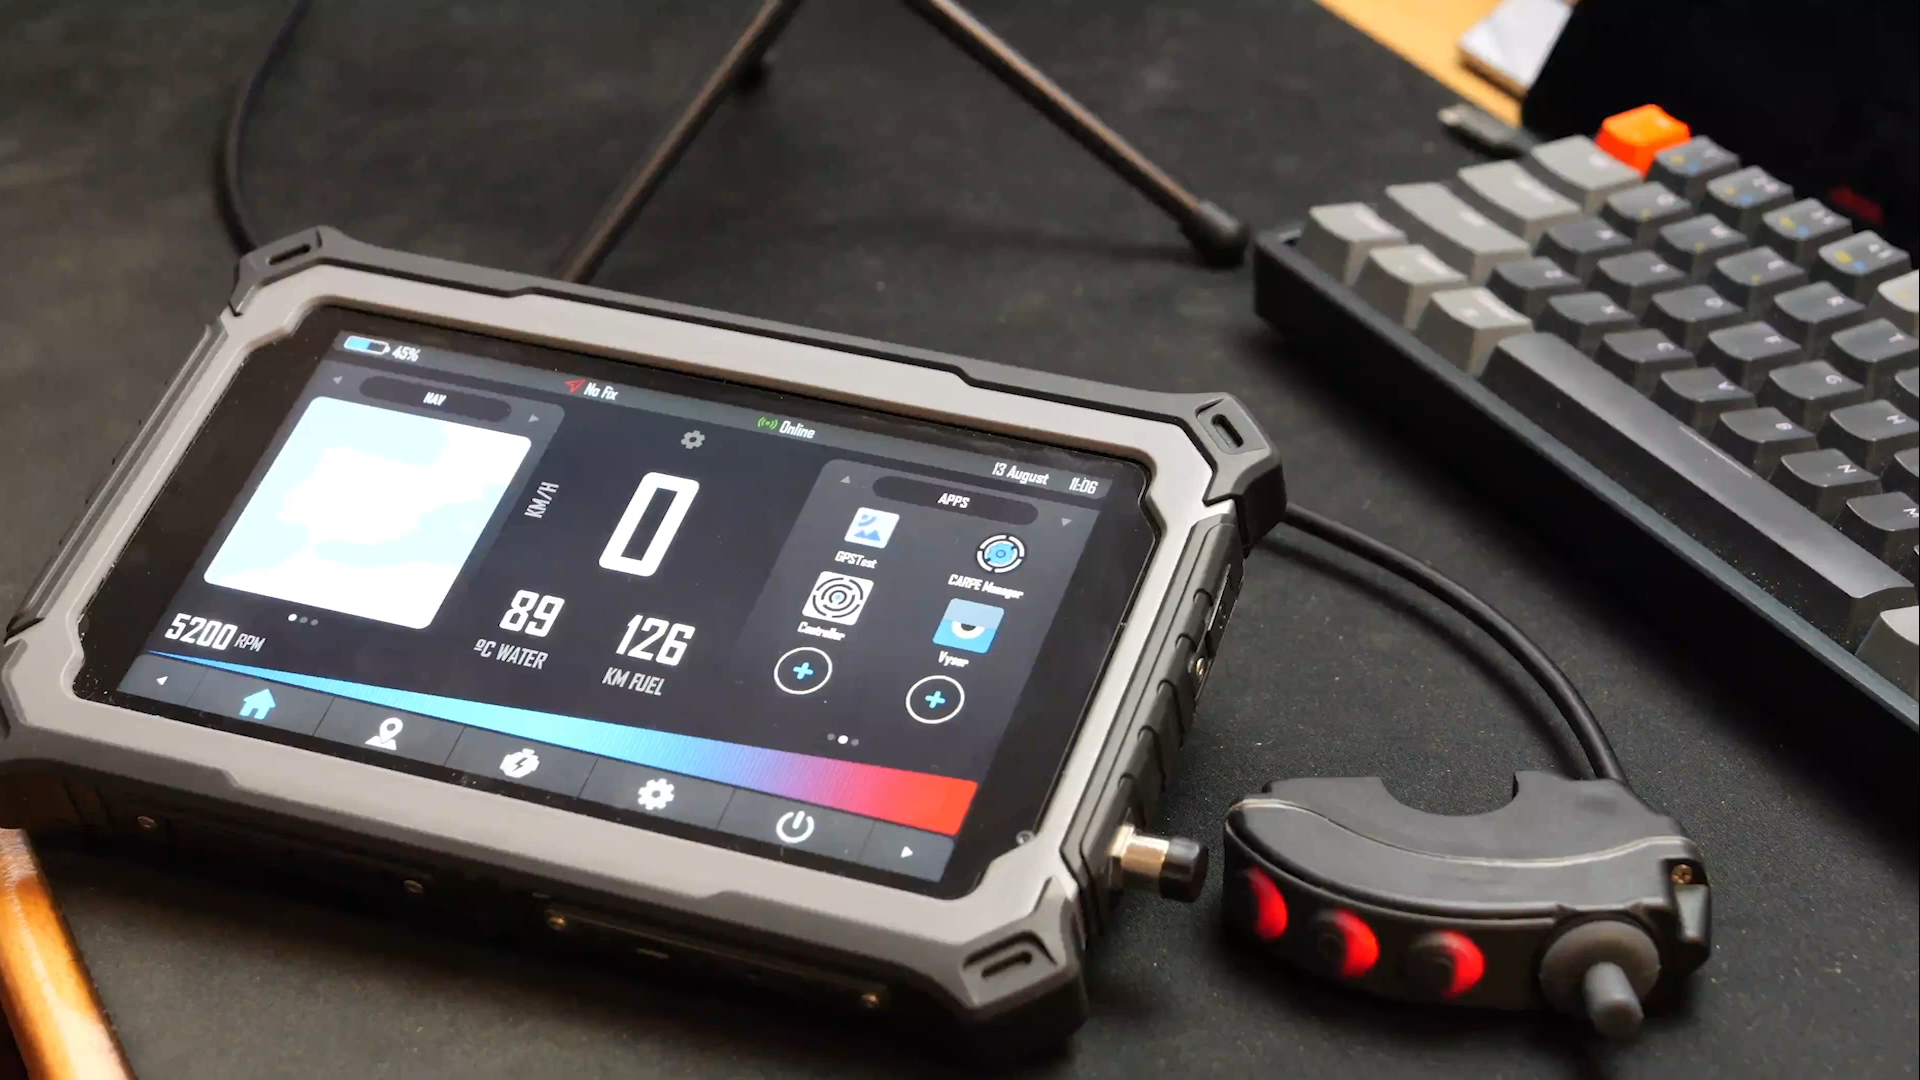 45%
No Fix
Online
13 August 11:06
NAV
KM/H
0
APPS
GPSTest
CARPE Manager
Controller
Vysor
89
ºC WATER
126
KM FUEL
5200 RPM